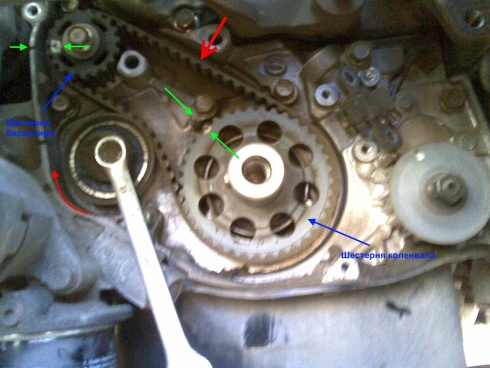 Шестерня
балансира
Шестерня коленвала